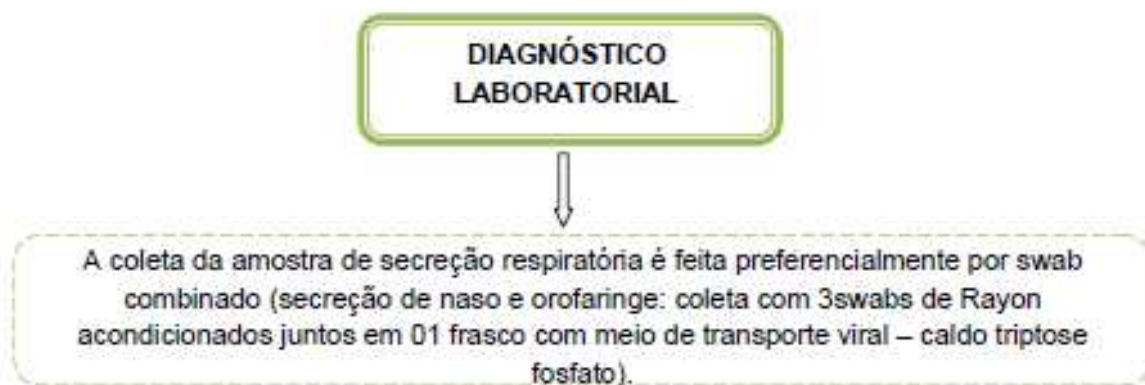 DIAGNÓSTICO
LABORATORIAL
A coleta da amostra de secreção respiratória é feita preferencialmente por swab
combinado (secreção de naso e orofaringe: coleta com 3swabs de Rayon
acondicionados juntos em 01 frasco com meio de transporte viral – caldo triptose
fosfato).